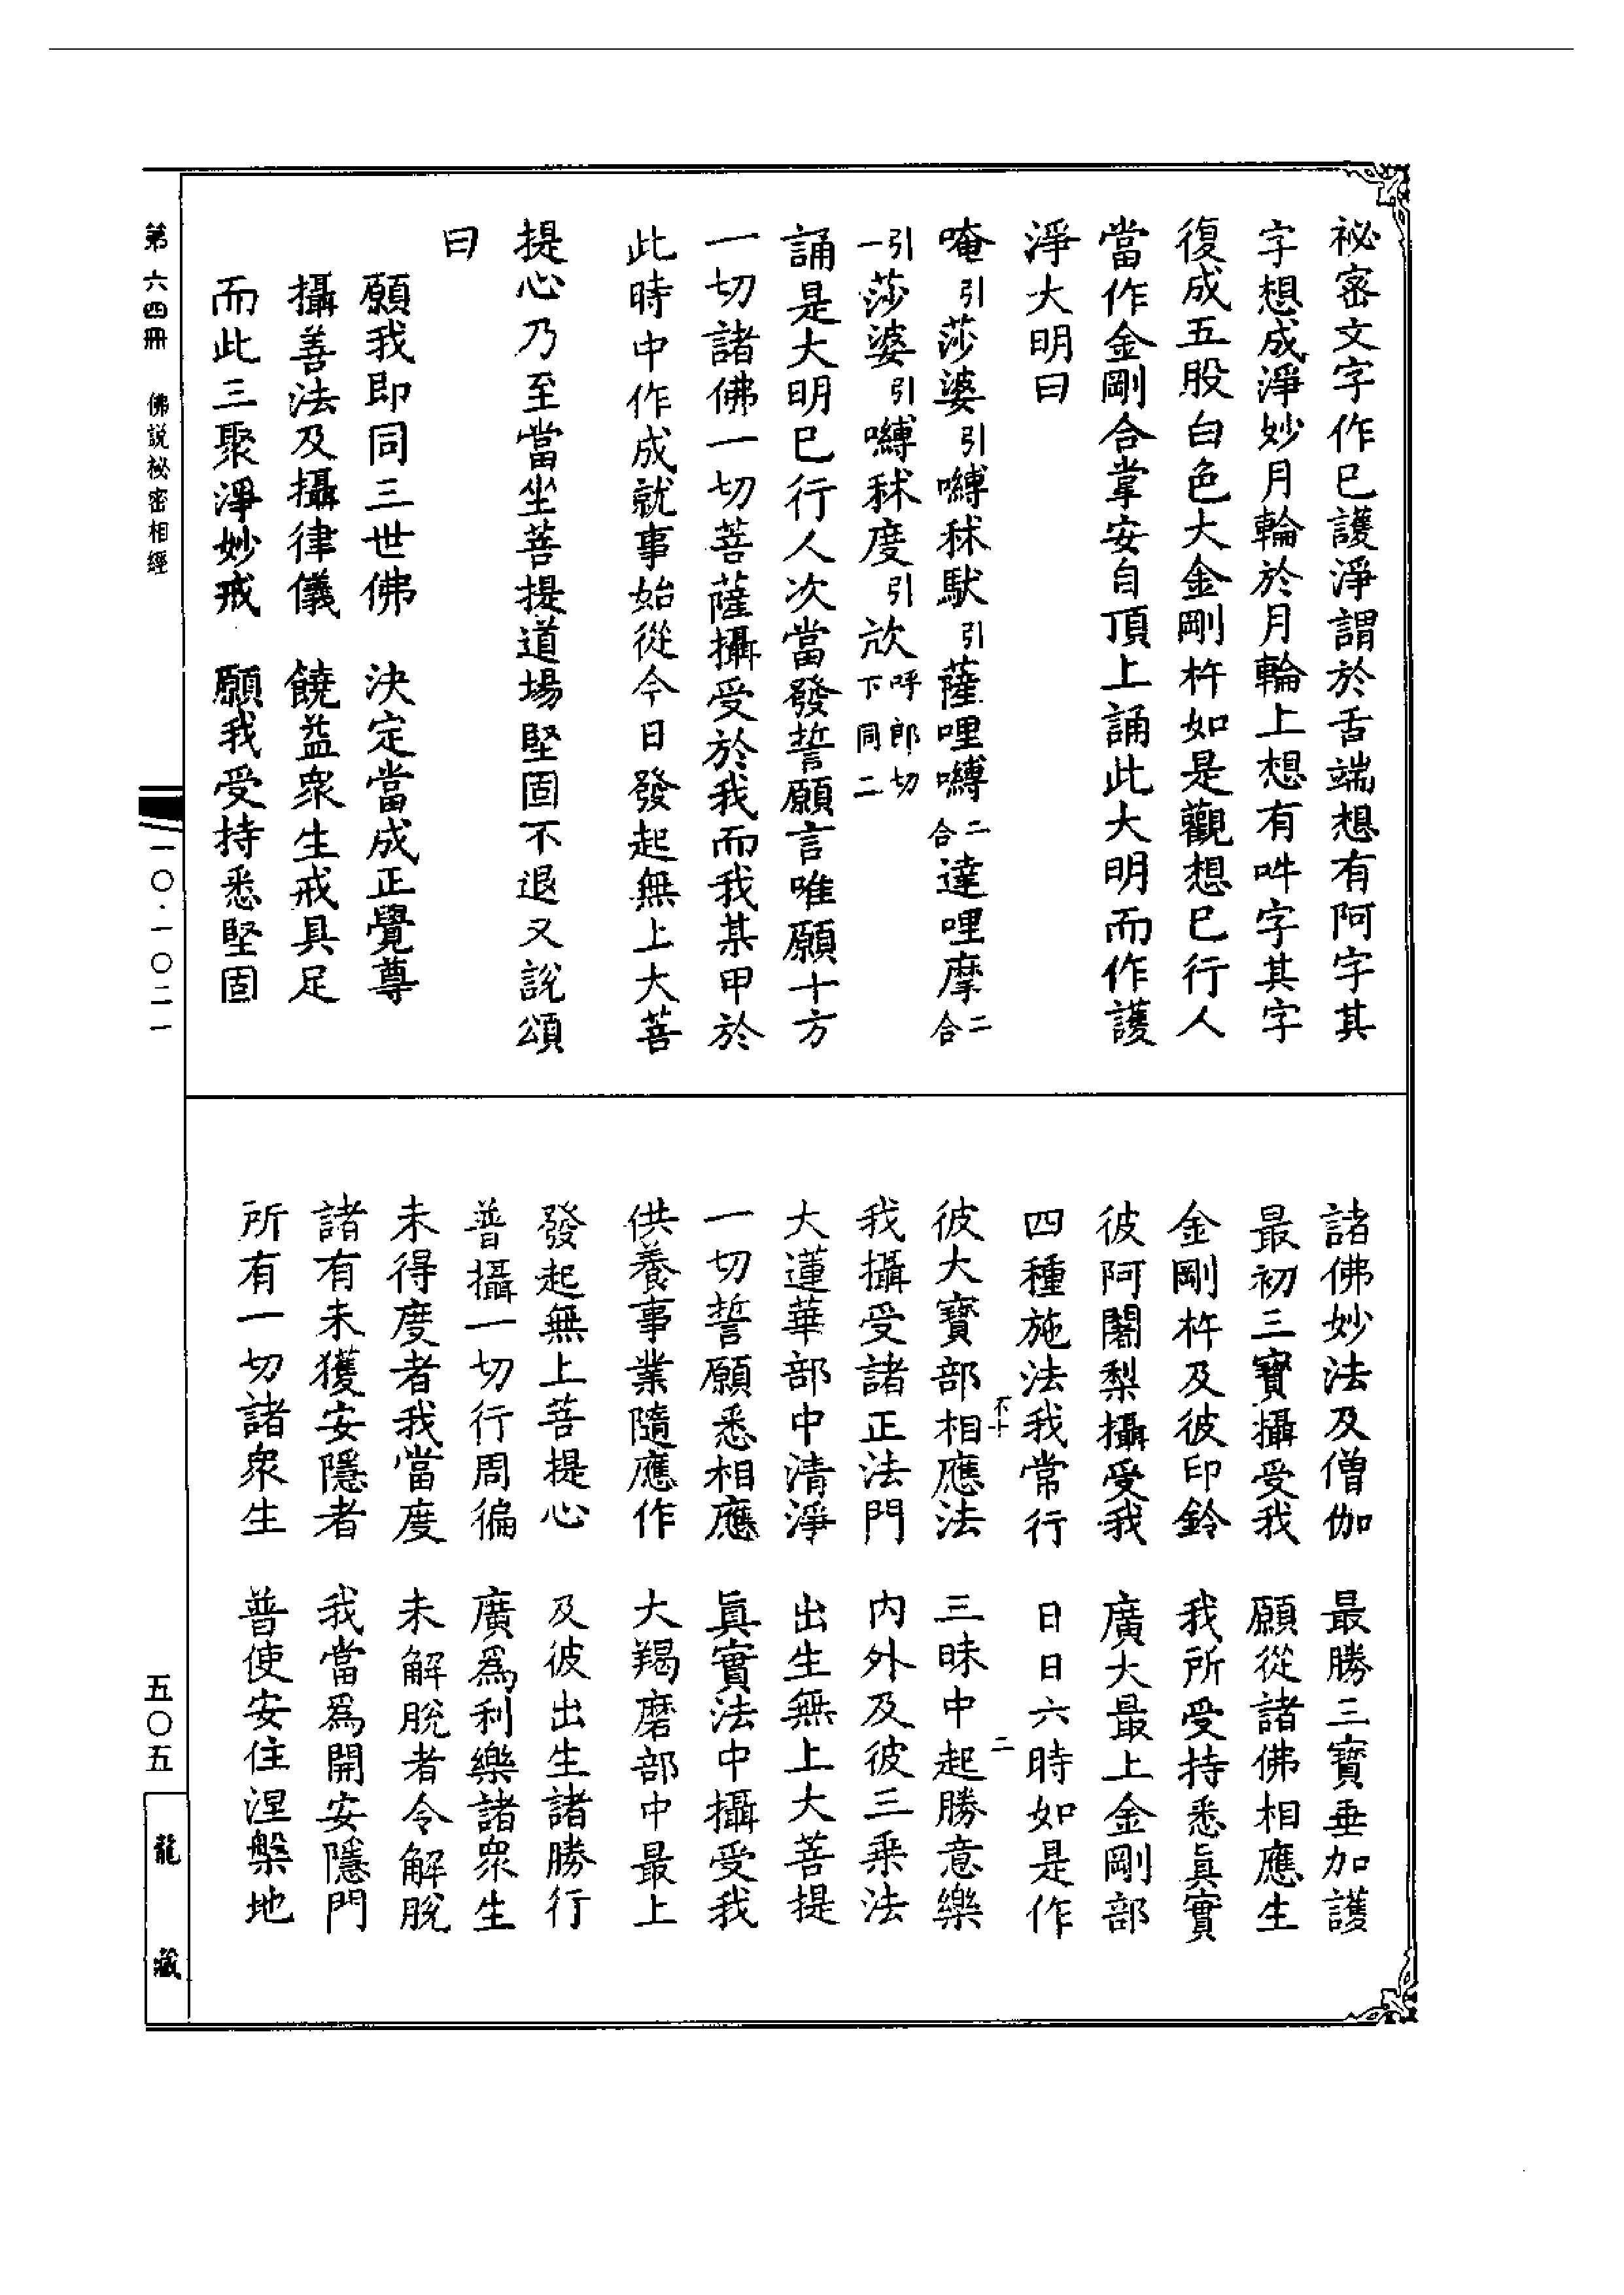 祕密文字作已護淨謂於舌端想有阿字其
字想成淨妙月輪於月輪上想有吽字其字
復成五股白色大金剛杵如是觀想已行人
當作金剛合掌安自頂上誦此大明而作護
淨大明曰
唵引莎婆引嚩秫馱引薩哩嚩二合達哩摩二合
引一莎婆引嚩秫度引㰠呼郎切下同二
誦是大明已行人次當發誓願言唯願十方
一切諸佛一切菩薩攝受於我而我某甲於
此時中作成就事始從今日發起無上大菩
提心乃至當坐菩提道場堅固不退又說頌
曰
願我即同三世佛　決定當成正覺尊
攝善法及攝律儀　饒益眾生戒具足
而此三聚淨妙戒　願我受持悉堅固
諸佛妙法及僧伽　最勝三寶垂加護
最初三寶攝受我　願從諸佛相應生
金剛杵及彼印鈴　我所受持悉真實
彼阿闍梨攝受我　廣大最上金剛部
四種施法我常行　日日六時如是作
不十　二
彼大寶部相應法　三昧中起勝意樂
我攝受諸正法門　內外及彼三乘法
大蓮華部中清淨　出生無上大菩提
一切誓願悉相應　真實法中攝受我
供養事業隨應作　大羯磨部中最上
發起無上菩提心　及彼出生諸勝行
普攝一切行周徧　廣為利樂諸眾生
未得度者我當度　未解脫者令解脫
諸有未獲安隱者　我當為開安隱門
所有一切諸眾生　普使安住涅槃地
第六四冊　佛説祕密相經
一〇·一〇二一
五〇五
龍藏